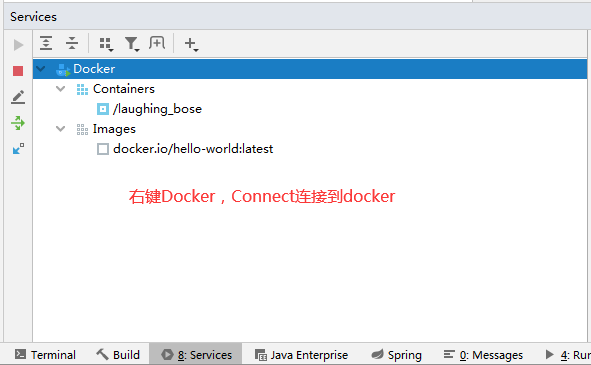 Services
Docker
Containers
/laughing_bose
Images
docker.io/hello-world:latest
右键Docker，Connect连接到docker
Terminal Build 8: Services Java Enterprise Spring 0: Messages 4: Run